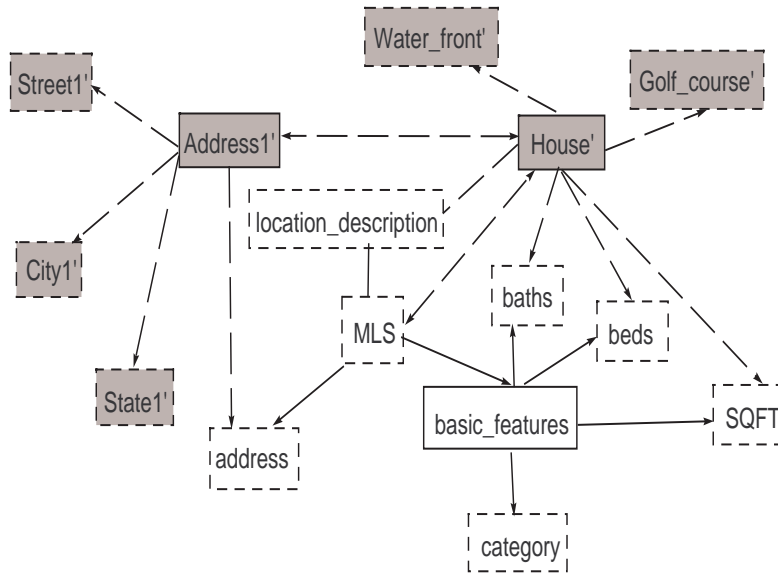 Water_front'
Street1'
Golf_course'
Address1'
House'
location_description
City1'
baths
MLS
beds
State1'
basic_features
SQFT
address
category